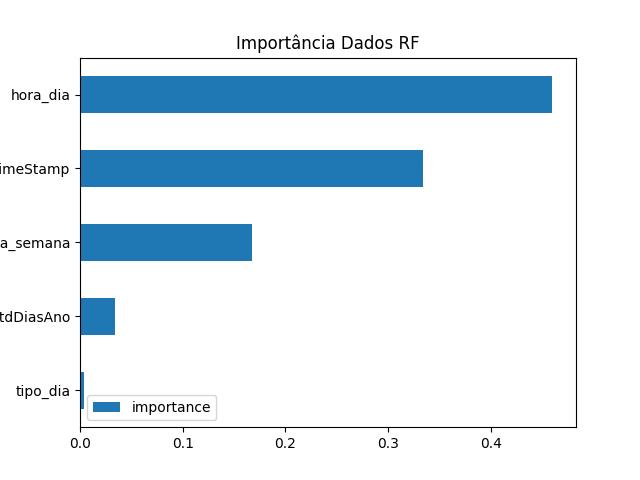 Importância Dados RF
hora_dia
imeStamp
a_semana
tdDiasAno
tipo_dia
importance
0.0 0.1 0.2 0.3 0.4